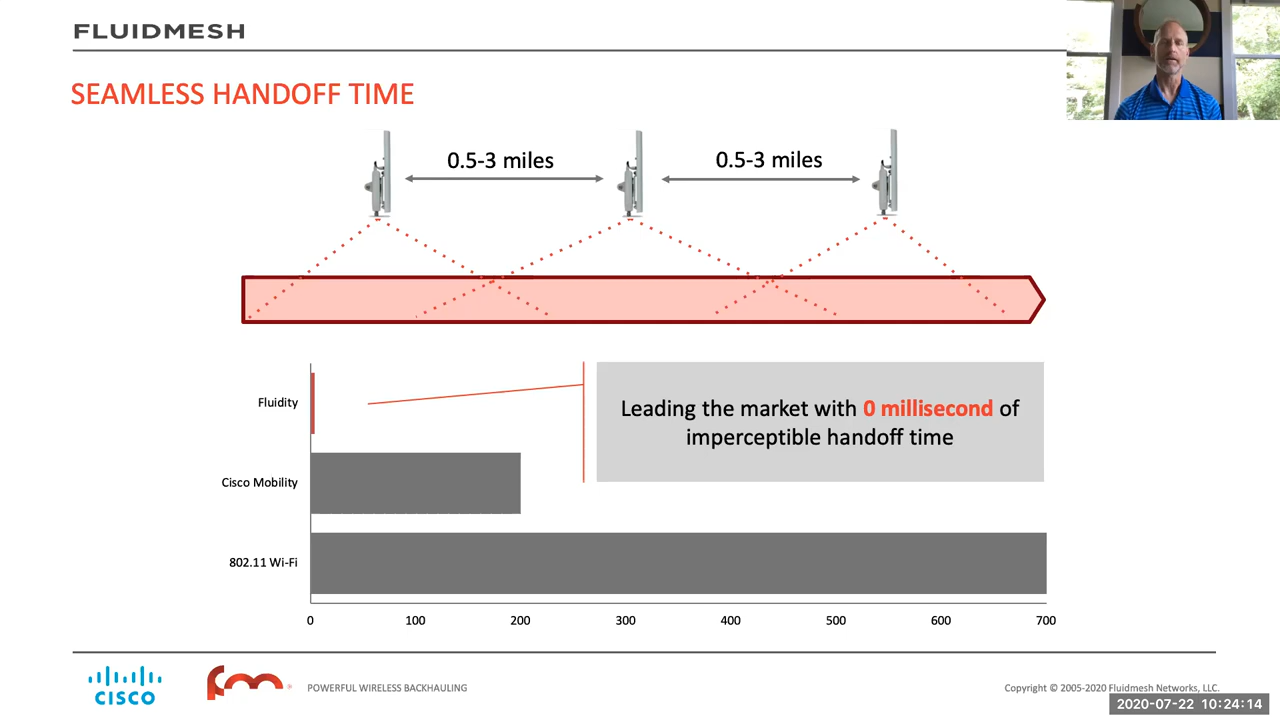 FLUIDMESH
SEAMLESS HANDOFF TIME
0.5-3 miles
0.5-3 miles
Fluidity
Leading the market with 0 millisecond of
imperceptible handoff time
Cisco Mobility
802.11 Wi-Fi
0 100 200 300 400 500 600 700
CISCO
fm
POWERFUL WIRELESS BACKHAULING
Copyright © 2005-2020 Fluidmesh Networks, LLC.
2020-07-22 10:24:14